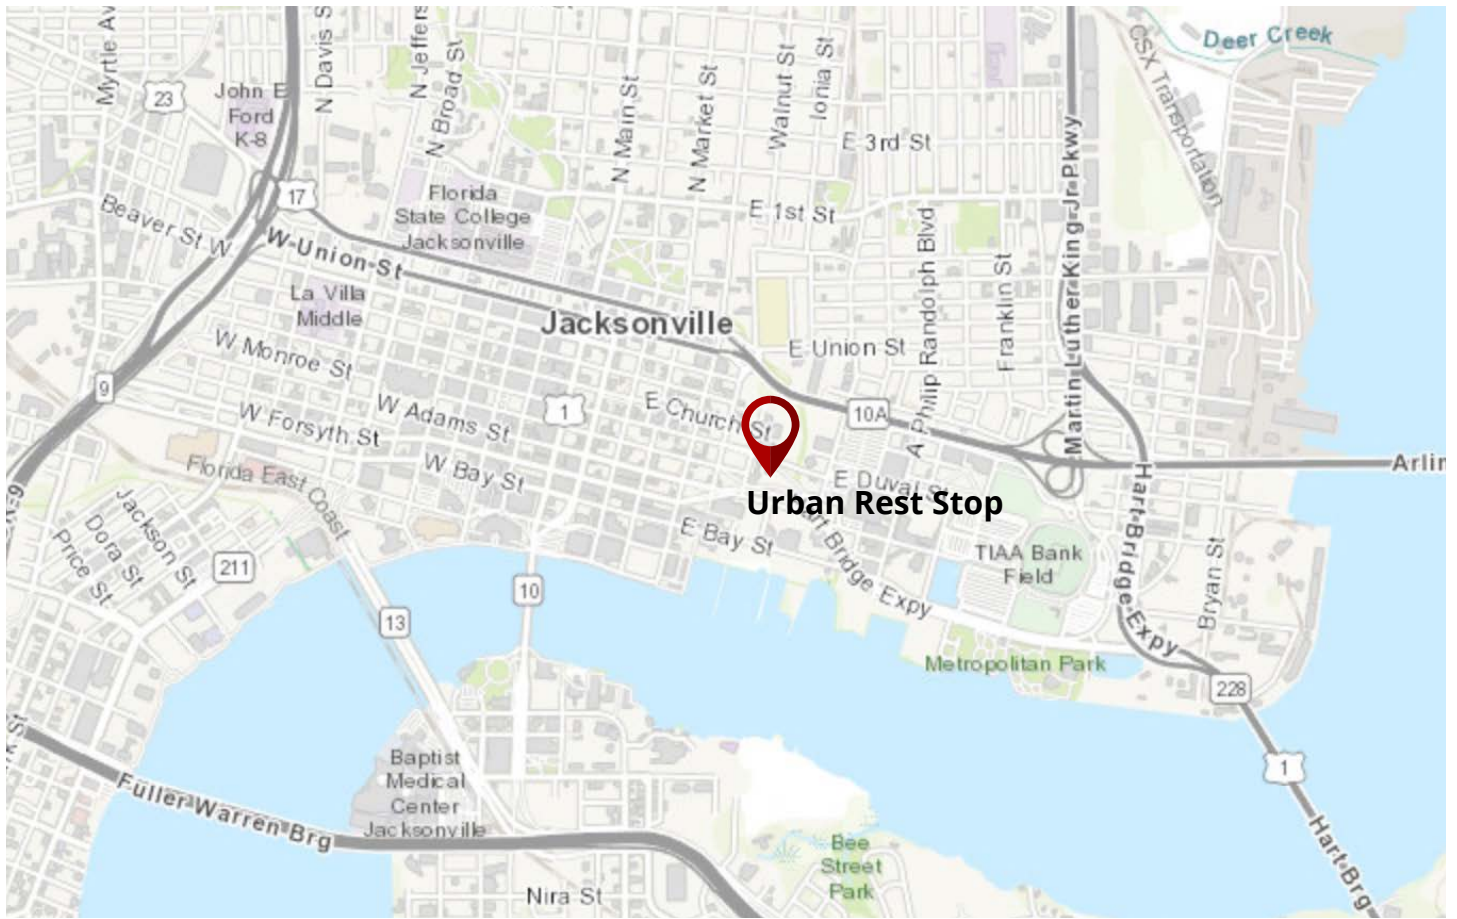 Deer Creek
CSX Transportation
Myrtle Av
N Davis S
N Jeffers
N Broad St
23
John E
Ford
K-8
N Main St
N Market St
Walnut St
Ionia St
E 3rd St
Martin Luther King Jr Pkwy
17
Florida
State College
Jacksonville
E 1st St
Beaver St W
W Union St
A Philip Randolph Blvd
Franklin St
La Villa
Middle
Jacksonville
E Union St
W Monroe St
9
W Adams St
1
E Church St
10A
W Forsyth St
W Bay St
Florida East Coast
E Duval St
Urban Rest Stop
Arlin
Hart Bridge Expy
Jackson St
Dora St
Price St
E Bay St
art Bridge Expy
TIAA Bank
Field
Bryan St
211
10
13
Metropolitan Park
228
Baptist
Medical
Center
Jacksonville
1
Fuller Warren Brg
Hart Brg
Bee
Street
Park
Nira St